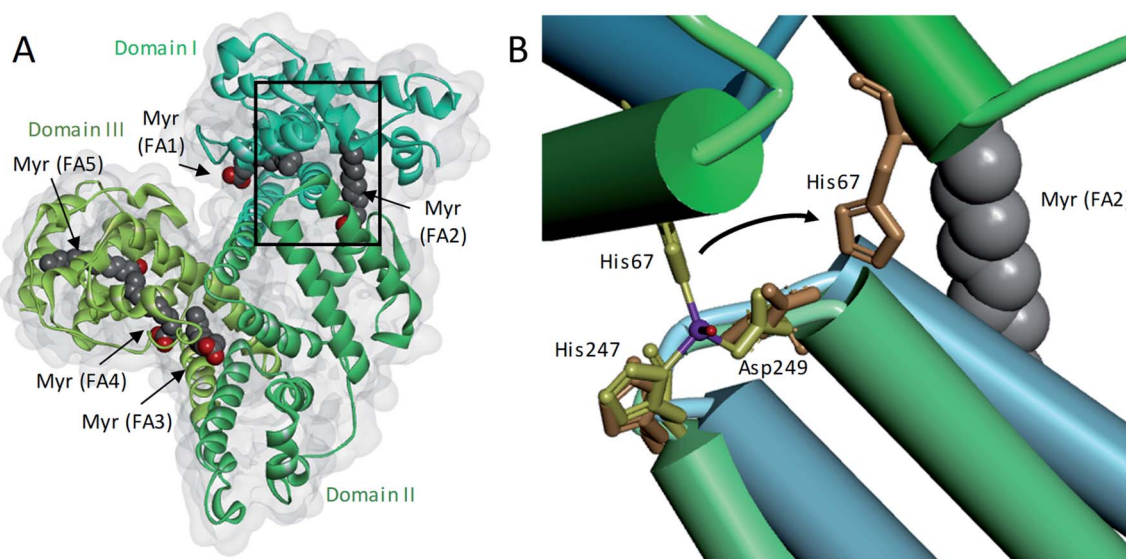 A
Domain I
Domain III
Myr
(FA1)
Myr (FA5)
Myr
(FA2)
Myr (FA4)
Myr (FA3)
Domain II
B
His67
Myr (FA2)
His67
His247
Asp249